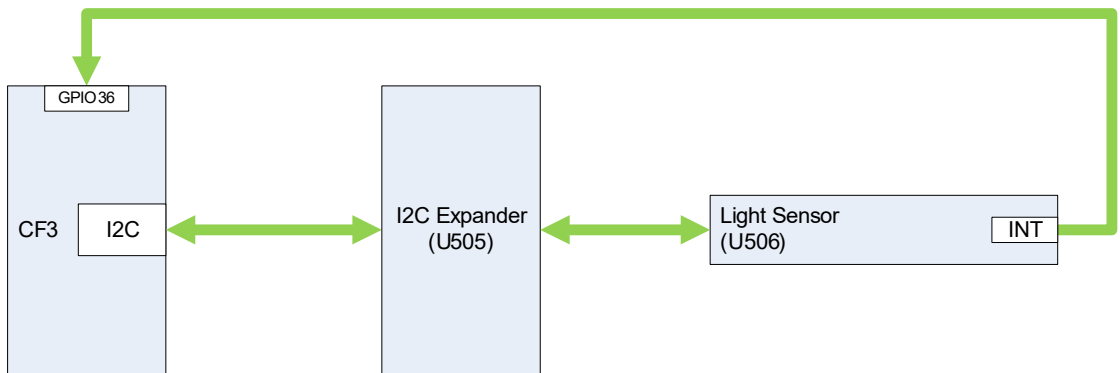 GPIO 36
CF3
I2C
I2C Expander
(U505)
Light Sensor
(U506)
INT